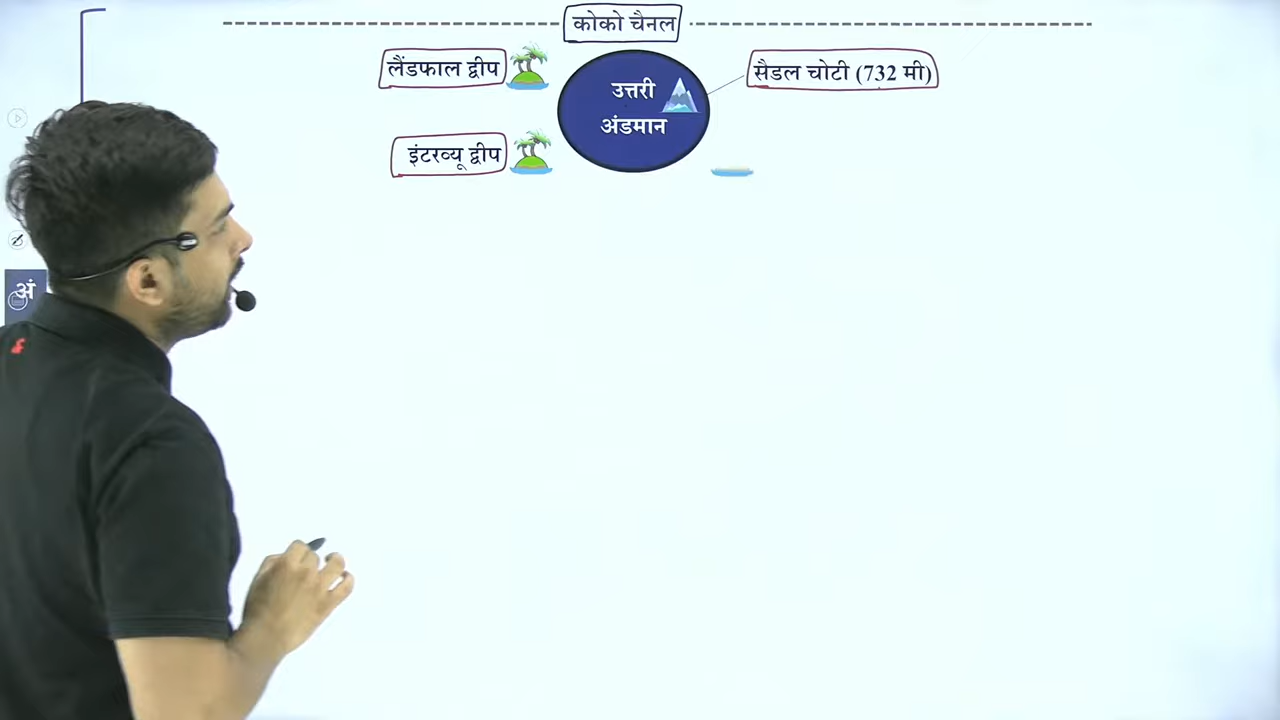 कोको चैनल
लैंडफाल द्वीप
सैडल चोटी (732 मी)
उत्तरी
अंडमान
इंटरव्यू द्वीप
अं